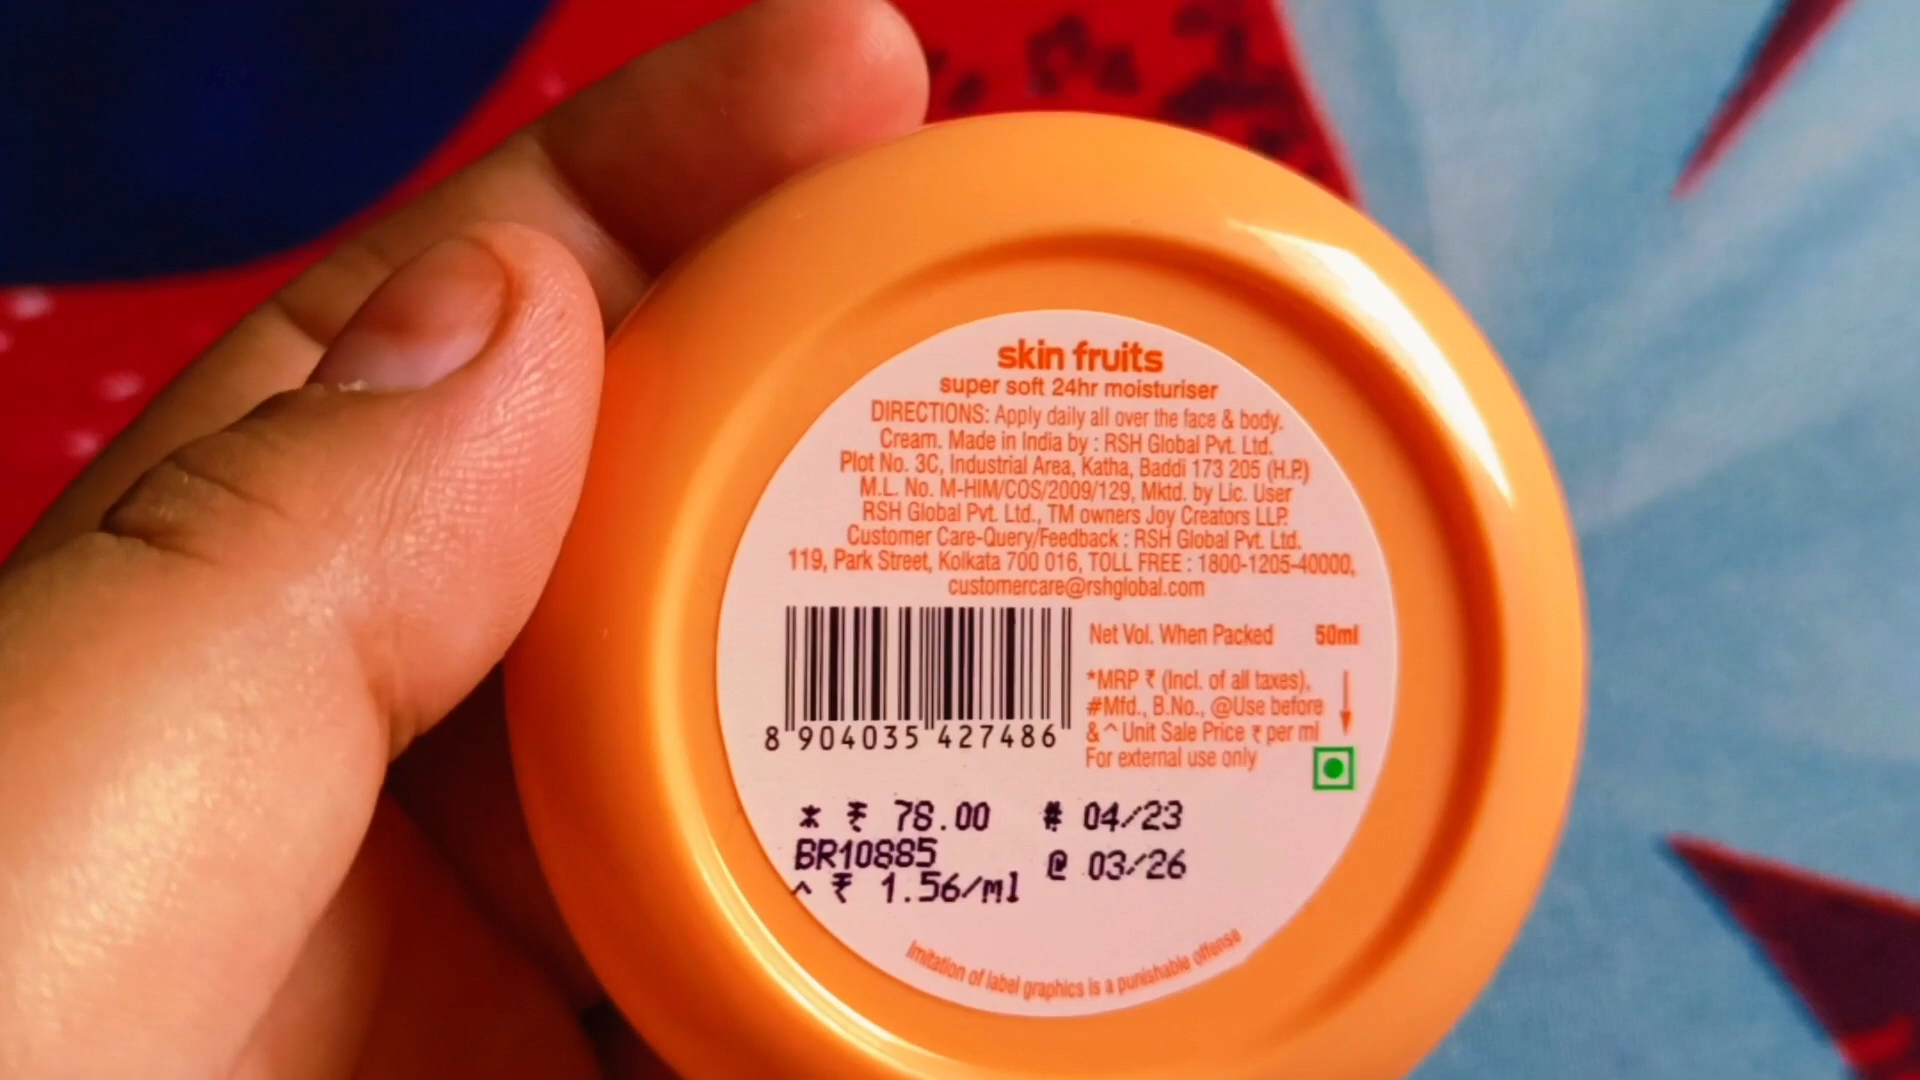 skin fruits
super soft 24hr moisturiser
DIRECTIONS: Apply daily all over the face & body.
Cream. Made in India by : RSH Global Pvt. Ltd.
Plot No. 3C, Industrial Area, Katha, Baddi 173 205 (H.P.)
M.L. No. M-HIM/COS/2009/129, Mktd. by Lic. User
RSH Global Pvt. Ltd., TM owners Joy Creators LLP.
Customer Care-Query/Feedback : RSH Global Pvt. Ltd.
119, Park Street, Kolkata 700 016, TOLL FREE : 1800-1205-40000,
customercare@rshglobal.com
Net Vol. When Packed 50ml
*MRP ₹ (Incl. of all taxes),
#Mfd., B.No., @Use before
& ^ Unit Sale Price ₹ per ml
For external use only
8 904035 427486
* ₹ 78.00 # 04/23
BR10885 @ 03/26
^ ₹ 1.56/ml
Imitation of label graphics is a punishable offense